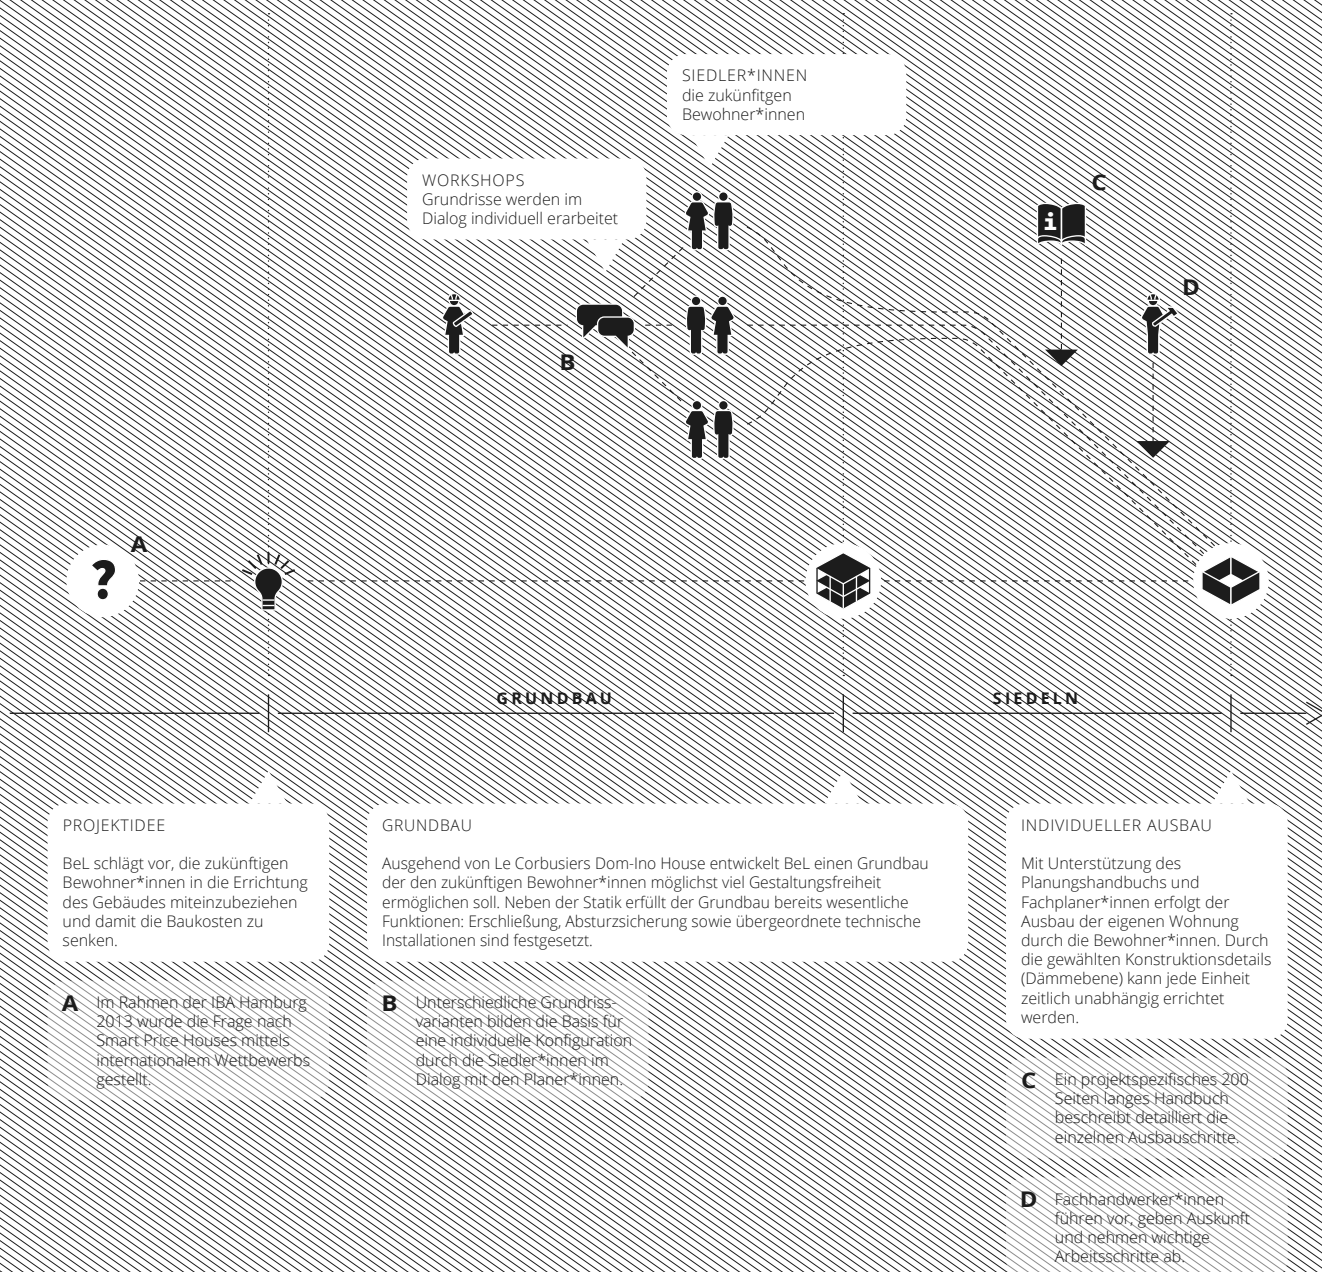 SIEDLER*INNEN
die zukünfitgen
Bewohner*innen
WORKSHOPS
Grundrisse werden im
Dialog individuell erarbeitet
C
i
D
B
A
?
GRUNDBAU
SIEDELN
PROJEKTIDEE
BeL schlägt vor, die zukünftigen
Bewohner*innen in die Errichtung
des Gebäudes miteinzubeziehen
und damit die Baukosten zu
senken.
A Im Rahmen der IBA Hamburg
2013 wurde die Frage nach
Smart Price Houses mittels
internationalem Wettbewerbs
gestellt.
GRUNDBAU
Ausgehend von Le Corbusiers Dom-Ino House entwickelt BeL einen Grundbau
der den zukünftigen Bewohner*innen möglichst viel Gestaltungsfreiheit
ermöglichen soll. Neben der Statik erfüllt der Grundbau bereits wesentliche
Funktionen: Erschließung, Absturzsicherung sowie übergeordnete technische
Installationen sind festgesetzt.
B Unterschiedliche Grundriss-
varianten bilden die Basis für
eine individuelle Konfiguration
durch die Siedler*innen im
Dialog mit den Planer*innen.
INDIVIDUELLER AUSBAU
Mit Unterstützung des
Planungshandbuchs und
Fachplaner*innen erfolgt der
Ausbau der eigenen Wohnung
durch die Bewohner*innen. Durch
die gewählten Konstruktionsdetails
(Dämmebene) kann jede Einheit
zeitlich unabhängig errichtet
werden.
C Ein projektspezifisches 200
Seiten langes Handbuch
beschreibt detailliert die
einzelnen Ausbauschritte.
D Fachhandwerker*innen
führen vor, geben Auskunft
und nehmen wichtige
Arbeitsschritte ab.